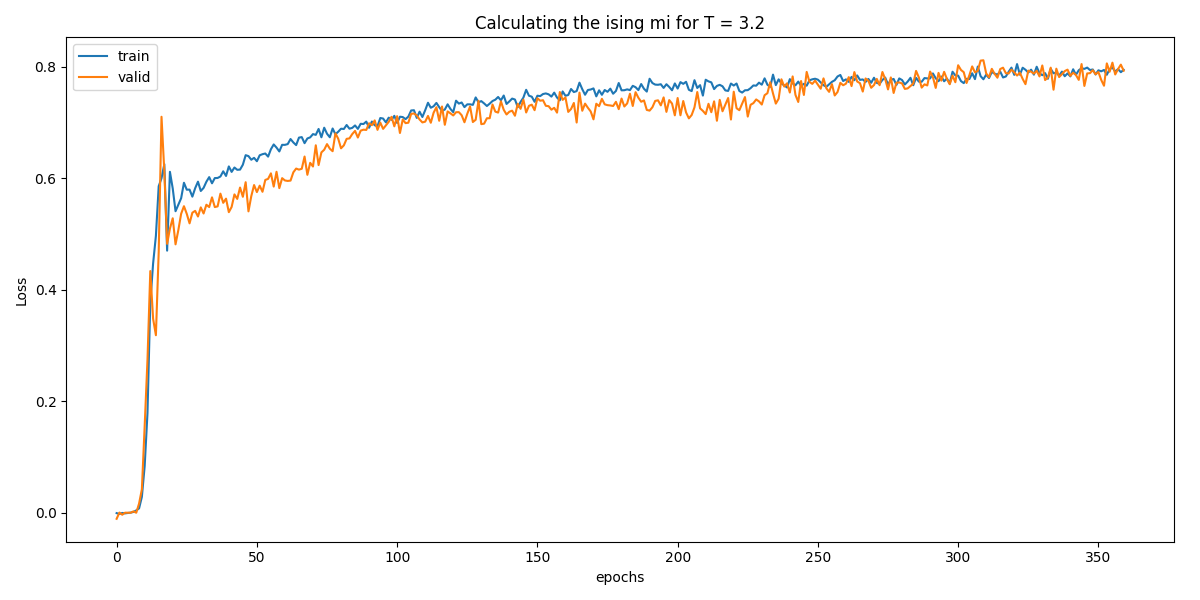 Calculating the ising mi for T = 3.2
train
valid
Loss
0.8
0.6
0.4
0.2
0.0
0 50 100 150 200 250 300 350
epochs